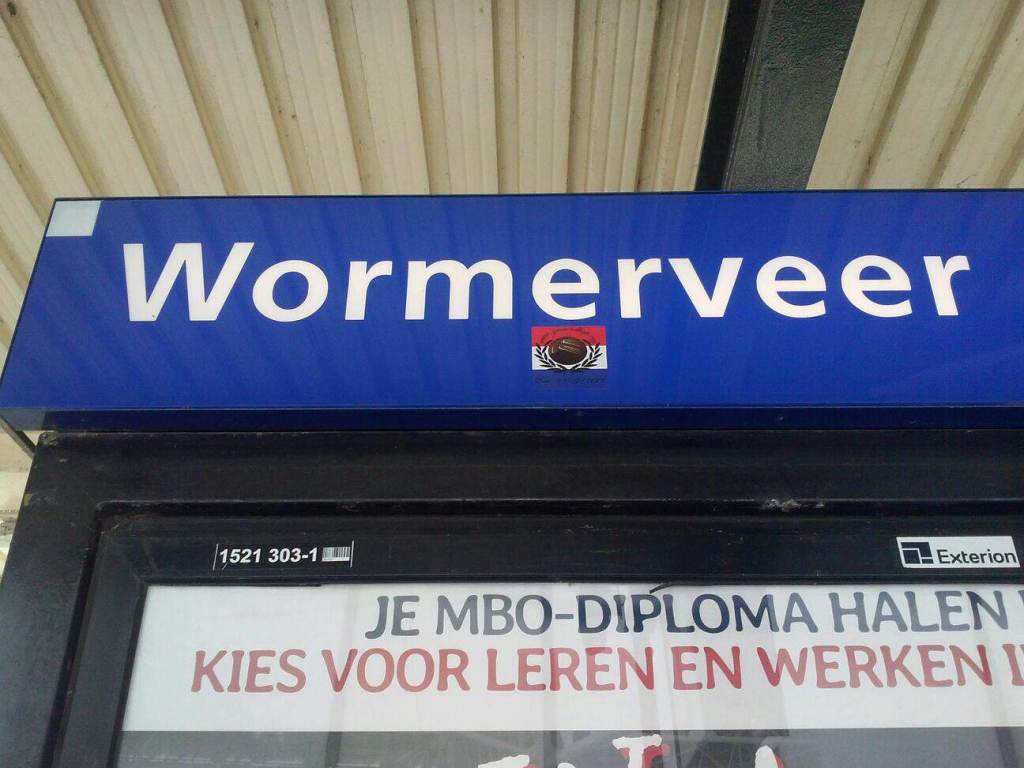 Wormerveer
1521 303-1
Exterion
JE MBO-DIPLOMA HALEN
KIES VOOR LEREN EN WERKEN